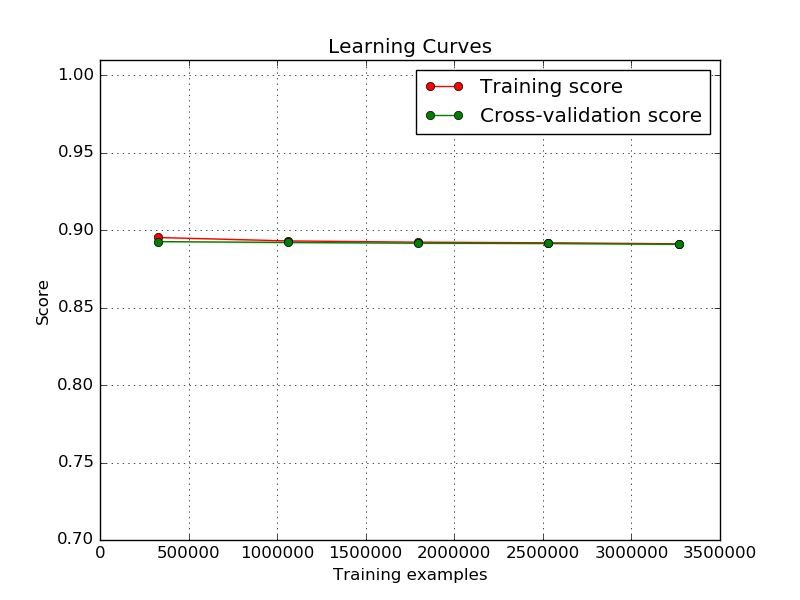 Learning Curves
Training score
Cross-validation score
1.00
0.95
0.90
0.85
0.80
0.75
0.70
Score
0 500000 1000000 1500000 2000000 2500000 3000000 3500000
Training examples